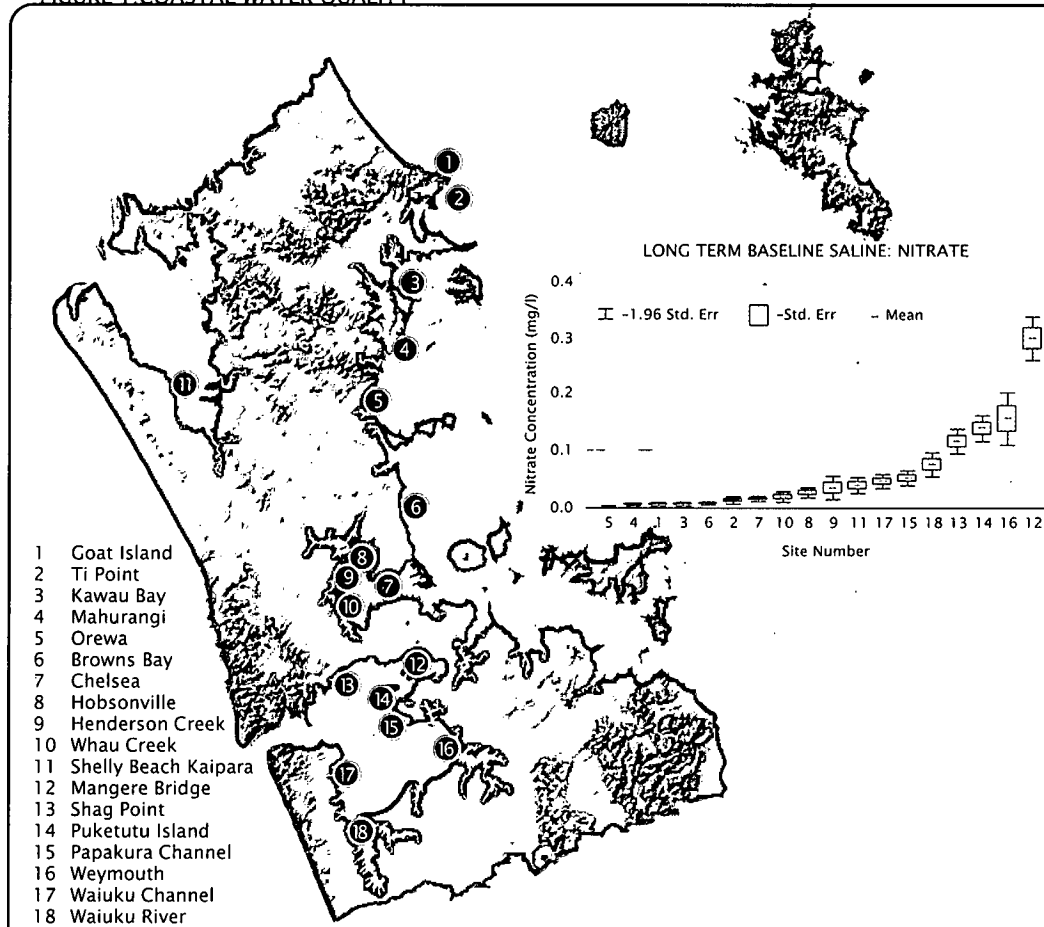 FIGURE 1:COASTAL WATER QUALITY
1
2
3
4
11
5
6
8
9
7
10
12
13
14
15
16
17
18
LONG TERM BASELINE SALINE: NITRATE
-1.96 Std. Err -Std. Err - Mean
Nitrate Concentration (mg/l)
0.4
0.3
0.2
0.1
0.0
5 4 1 3 6 2 7 10 8 9 11 17 15 18 13 14 16 12
Site Number
1 Goat Island
2 Ti Point
3 Kawau Bay
4 Mahurangi
5 Orewa
6 Browns Bay
7 Chelsea
8 Hobsonville
9 Henderson Creek
10 Whau Creek
11 Shelly Beach Kaipara
12 Mangere Bridge
13 Shag Point
14 Puketutu Island
15 Papakura Channel
16 Weymouth
17 Waiuku Channel
18 Waiuku River